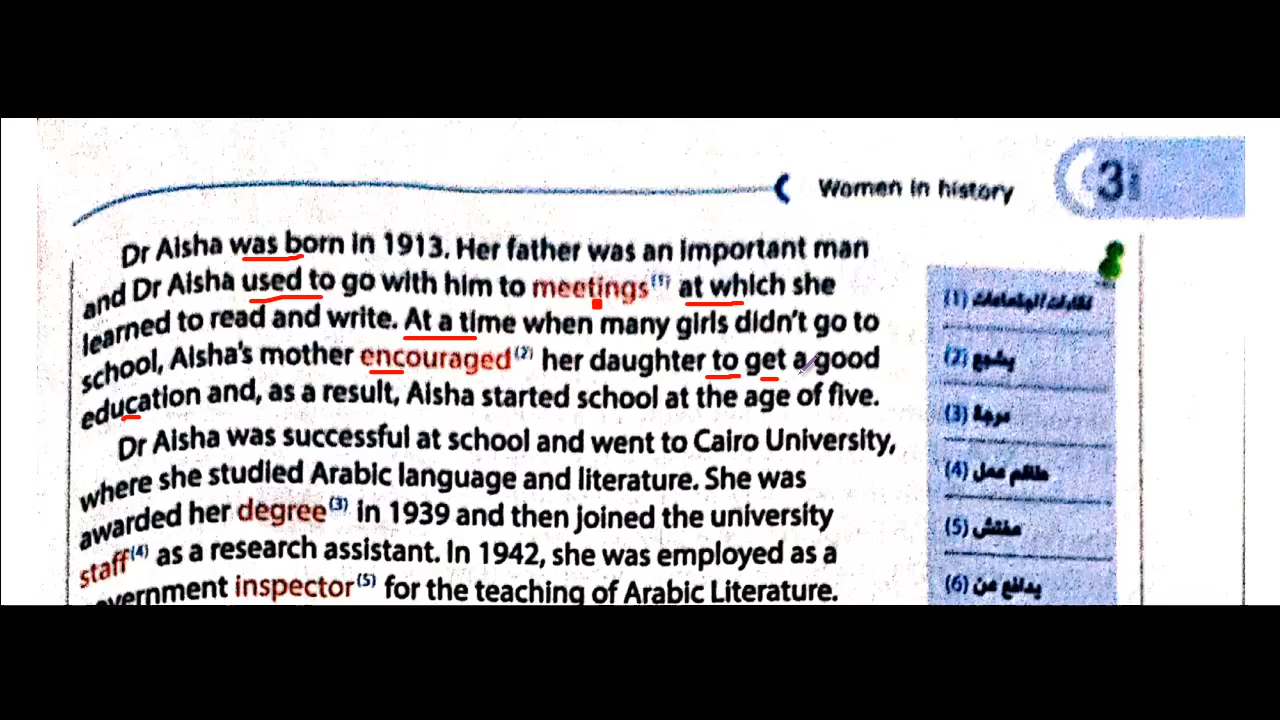 Women in history
3
Dr Aisha was born in 1913. Her father was an important man
and Dr Aisha used to go with him to meetings(1) at which she
learned to read and write. At a time when many girls didn't go to
school, Aisha's mother encouraged(2) her daughter to get a good
education and, as a result, Aisha started school at the age of five.
Dr Aisha was successful at school and went to Cairo University,
where she studied Arabic language and literature. She was
awarded her degree(3) in 1939 and then joined the university
staff(4) as a research assistant. In 1942, she was employed as a
government inspector(5) for the teaching of Arabic Literature.
(1)
(2) يشجع
(3) درجة
(4) طاقم عمل
(5) مفتش
(6) يدافع عن